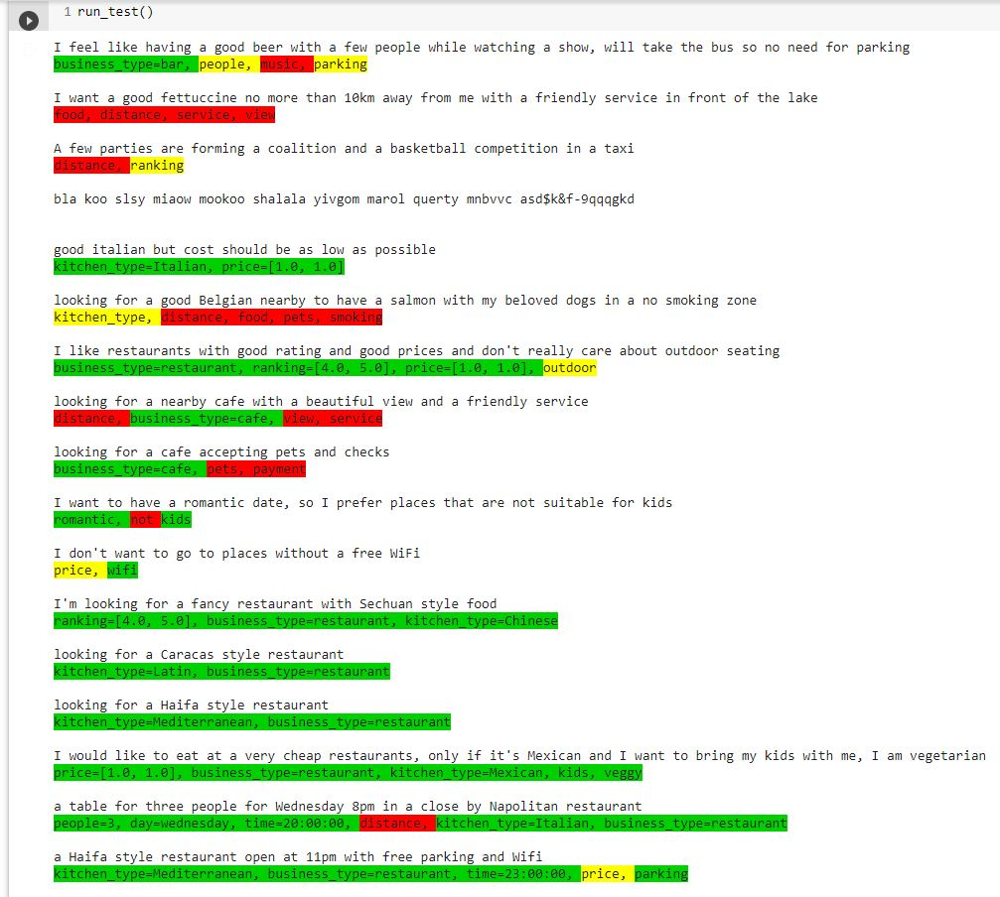 1 run_test()
I feel like having a good beer with a few people while watching a show, will take the bus so no need for parking
business_type=bar, people, music, parking
I want a good fettuccine no more than 10km away from me with a friendly service in front of the lake
food, distance, service, view
A few parties are forming a coalition and a basketball competition in a taxi
distance, ranking
bla koo slsy miaow mookoo shalala yivgom marol querty mnbvvc asd$k&f-9qqqgkd
good italian but cost should be as low as possible
kitchen_type=Italian, price=[1.0, 1.0]
looking for a good Belgian nearby to have a salmon with my beloved dogs in a no smoking zone
kitchen_type, distance, food, pets, smoking
I like restaurants with good rating and good prices and don't really care about outdoor seating
business_type=restaurant, ranking=[4.0, 5.0], price=[1.0, 1.0], outdoor
looking for a nearby cafe with a beautiful view and a friendly service
distance, business_type=cafe, view, service
looking for a cafe accepting pets and checks
business_type=cafe, pets, payment
I want to have a romantic date, so I prefer places that are not suitable for kids
romantic, not kids
I don't want to go to places without a free WiFi
price, wifi
I'm looking for a fancy restaurant with Sechuan style food
ranking=[4.0, 5.0], business_type=restaurant, kitchen_type=Chinese
looking for a Caracas style restaurant
kitchen_type=Latin, business_type=restaurant
looking for a Haifa style restaurant
kitchen_type=Mediterranean, business_type=restaurant
I would like to eat at a very cheap restaurants, only if it's Mexican and I want to bring my kids with me, I am vegetarian
price=[1.0, 1.0], business_type=restaurant, kitchen_type=Mexican, kids, veggy
a table for three people for Wednesday 8pm in a close by Napolitan restaurant
people=3, day=wednesday, time=20:00:00, distance, kitchen_type=Italian, business_type=restaurant
a Haifa style restaurant open at 11pm with free parking and Wifi
kitchen_type=Mediterranean, business_type=restaurant, time=23:00:00, price, parking